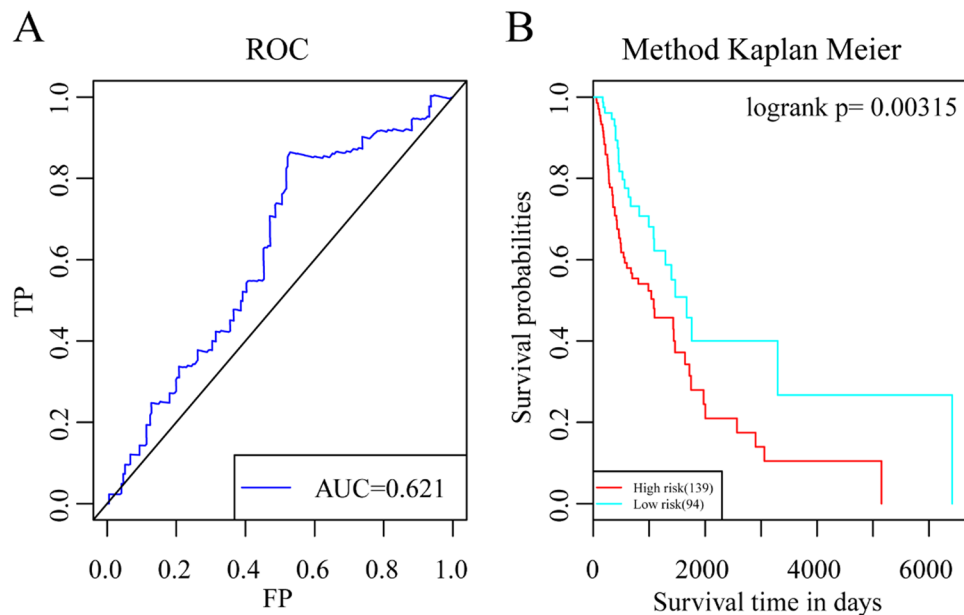 A
ROC
TP
1.0
0.8
0.6
0.4
0.2
0.0
AUC=0.621
0.0 0.2 0.4 0.6 0.8 1.0
FP
B
Method Kaplan Meier
logrank p= 0.00315
Survival probabilities
1.0
0.8
0.6
0.4
0.2
0.0
High risk(139)
Low risk(94)
0 2000 4000 6000
Survival time in days